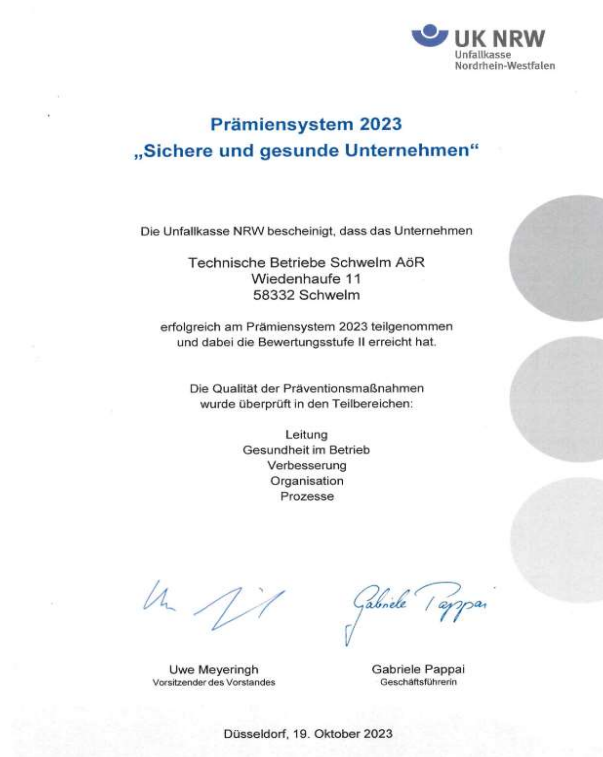 UK NRW
Unfallkasse
Nordrhein-Westfalen
Prämiensystem 2023
„Sichere und gesunde Unternehmen“
Die Unfallkasse NRW bescheinigt, dass das Unternehmen
Technische Betriebe Schwelm AöR
Wiedenhaufe 11
58332 Schwelm
erfolgreich am Prämiensystem 2023 teilgenommen
und dabei die Bewertungsstufe II erreicht hat.
Die Qualität der Präventionsmaßnahmen
wurde überprüft in den Teilbereichen:
Leitung
Gesundheit im Betrieb
Verbesserung
Organisation
Prozesse
Gabriele Pappai
Uwe Meyeringh
Vorsitzender des Vorstandes
Gabriele Pappai
Geschäftsführerin
Düsseldorf, 19. Oktober 2023